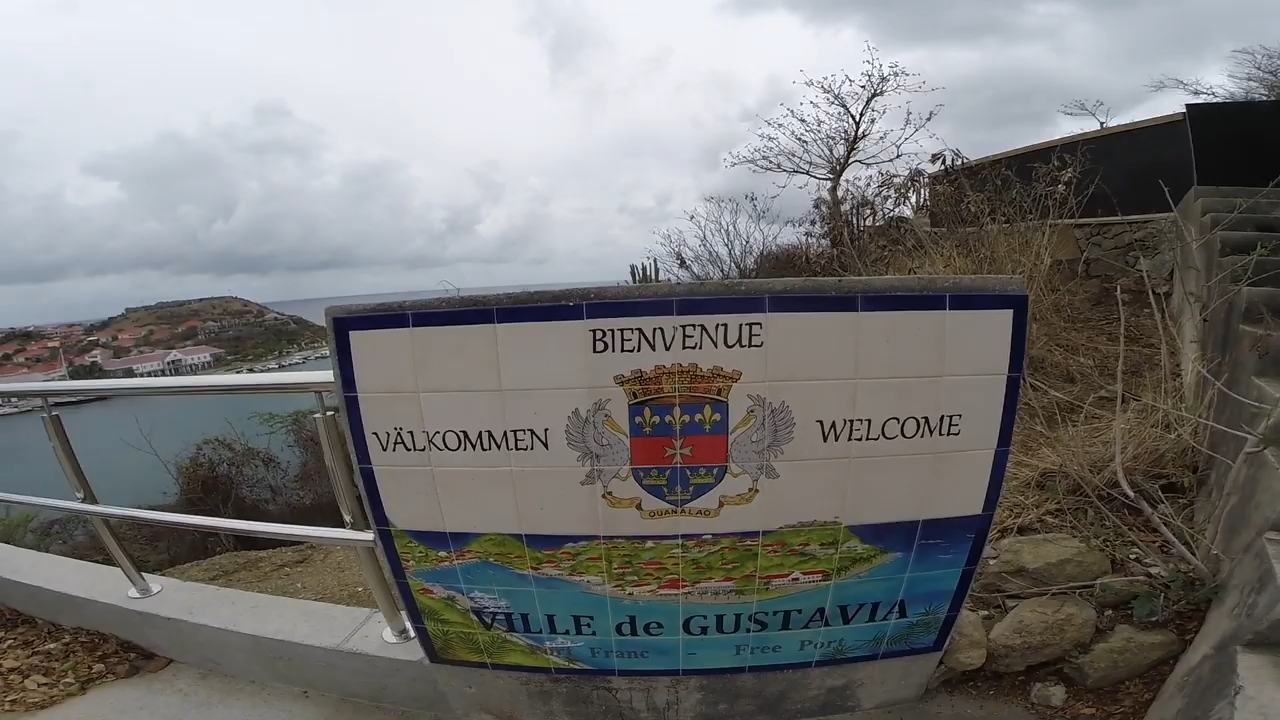 BIENVENUE
VÄLKOMMEN
WELCOME
OUANALAO
VILLE de GUSTAVIA
Franc - Free Port